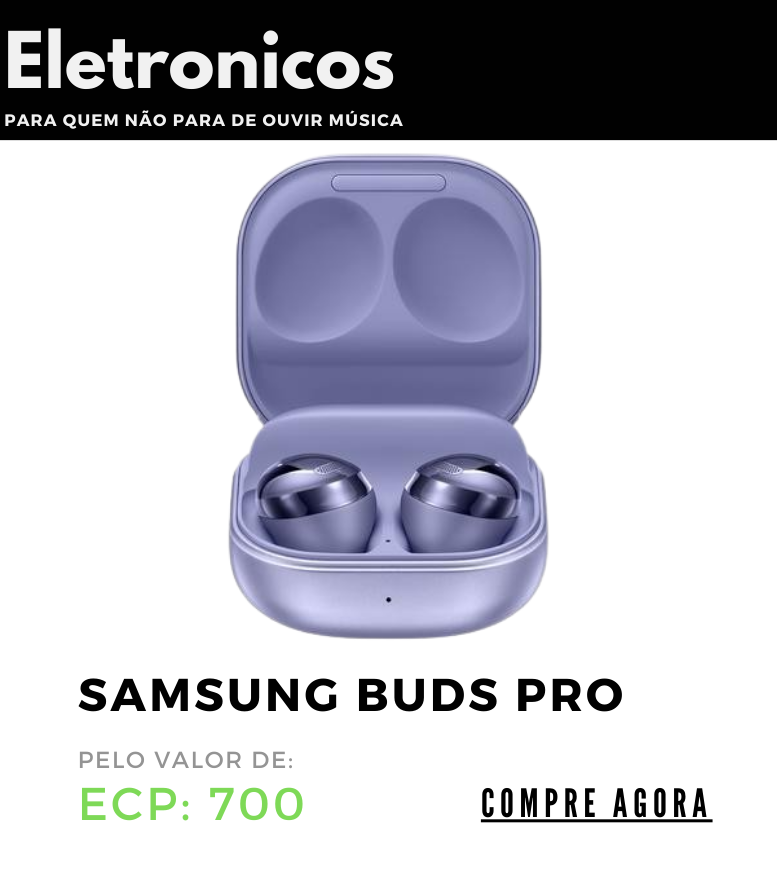 Eletronicos
PARA QUEM NÃO PARA DE OUVIR MÚSICA
SAMSUNG BUDS PRO
PELO VALOR DE:
ECP: 700
COMPRE AGORA